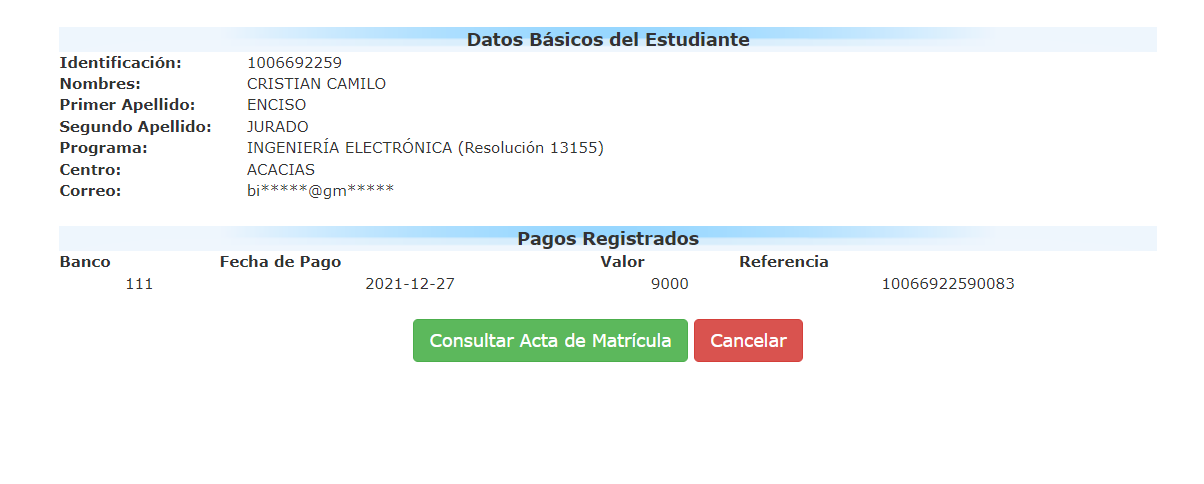 Datos Básicos del Estudiante
Identificación: 1006692259
Nombres: CRISTIAN CAMILO
Primer Apellido: ENCISO
Segundo Apellido: JURADO
Programa: INGENIERÍA ELECTRÓNICA (Resolución 13155)
Centro: ACACIAS
Correo: bi*****@gm*****
Pagos Registrados
Banco Fecha de Pago Valor Referencia
111 2021-12-27 9000 10066922590083
Consultar Acta de Matrícula Cancelar